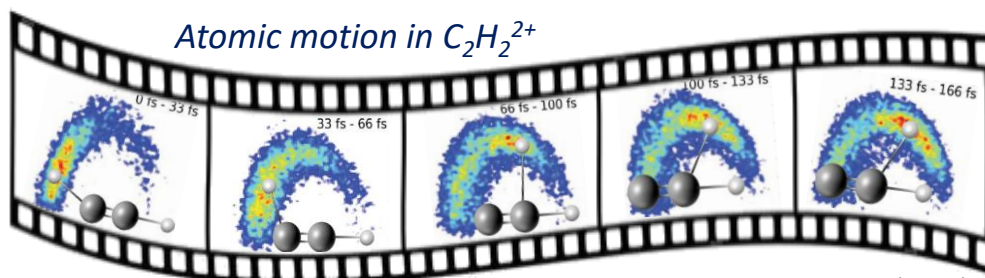 Atomic motion in C₂H₂²⁺
0 fs - 33 fs
33 fs - 66 fs
66 fs - 100 fs
100 fs - 133 fs
133 fs - 166 fs